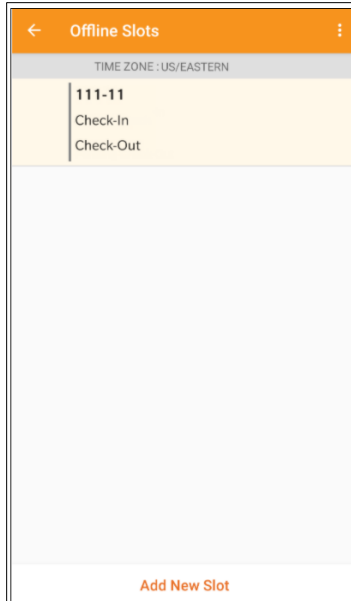 Offline Slots
TIME ZONE : US/EASTERN
111-11
Check-In
Check-Out
Add New Slot